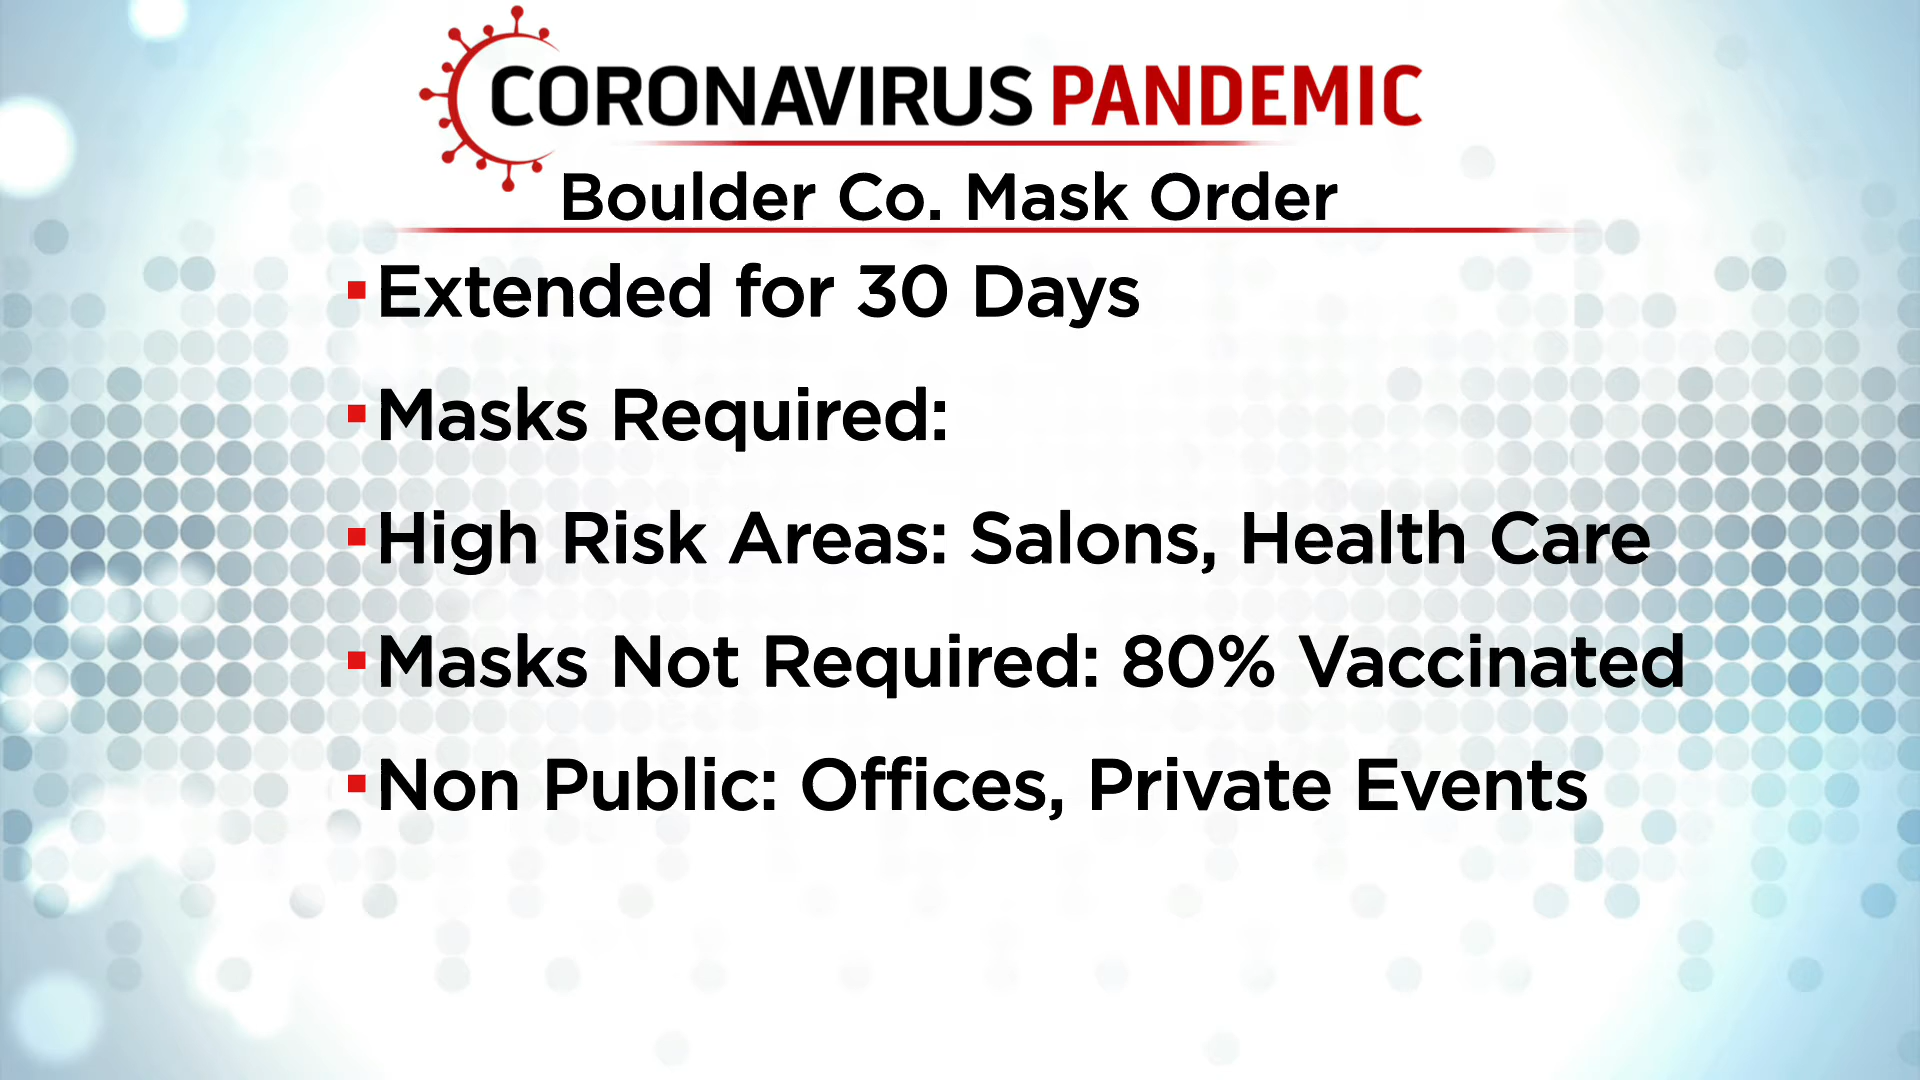 CORONAVIRUS PANDEMIC
Boulder Co. Mask Order
Extended for 30 Days
Masks Required:
High Risk Areas: Salons, Health Care
Masks Not Required: 80% Vaccinated
Non Public: Offices, Private Events